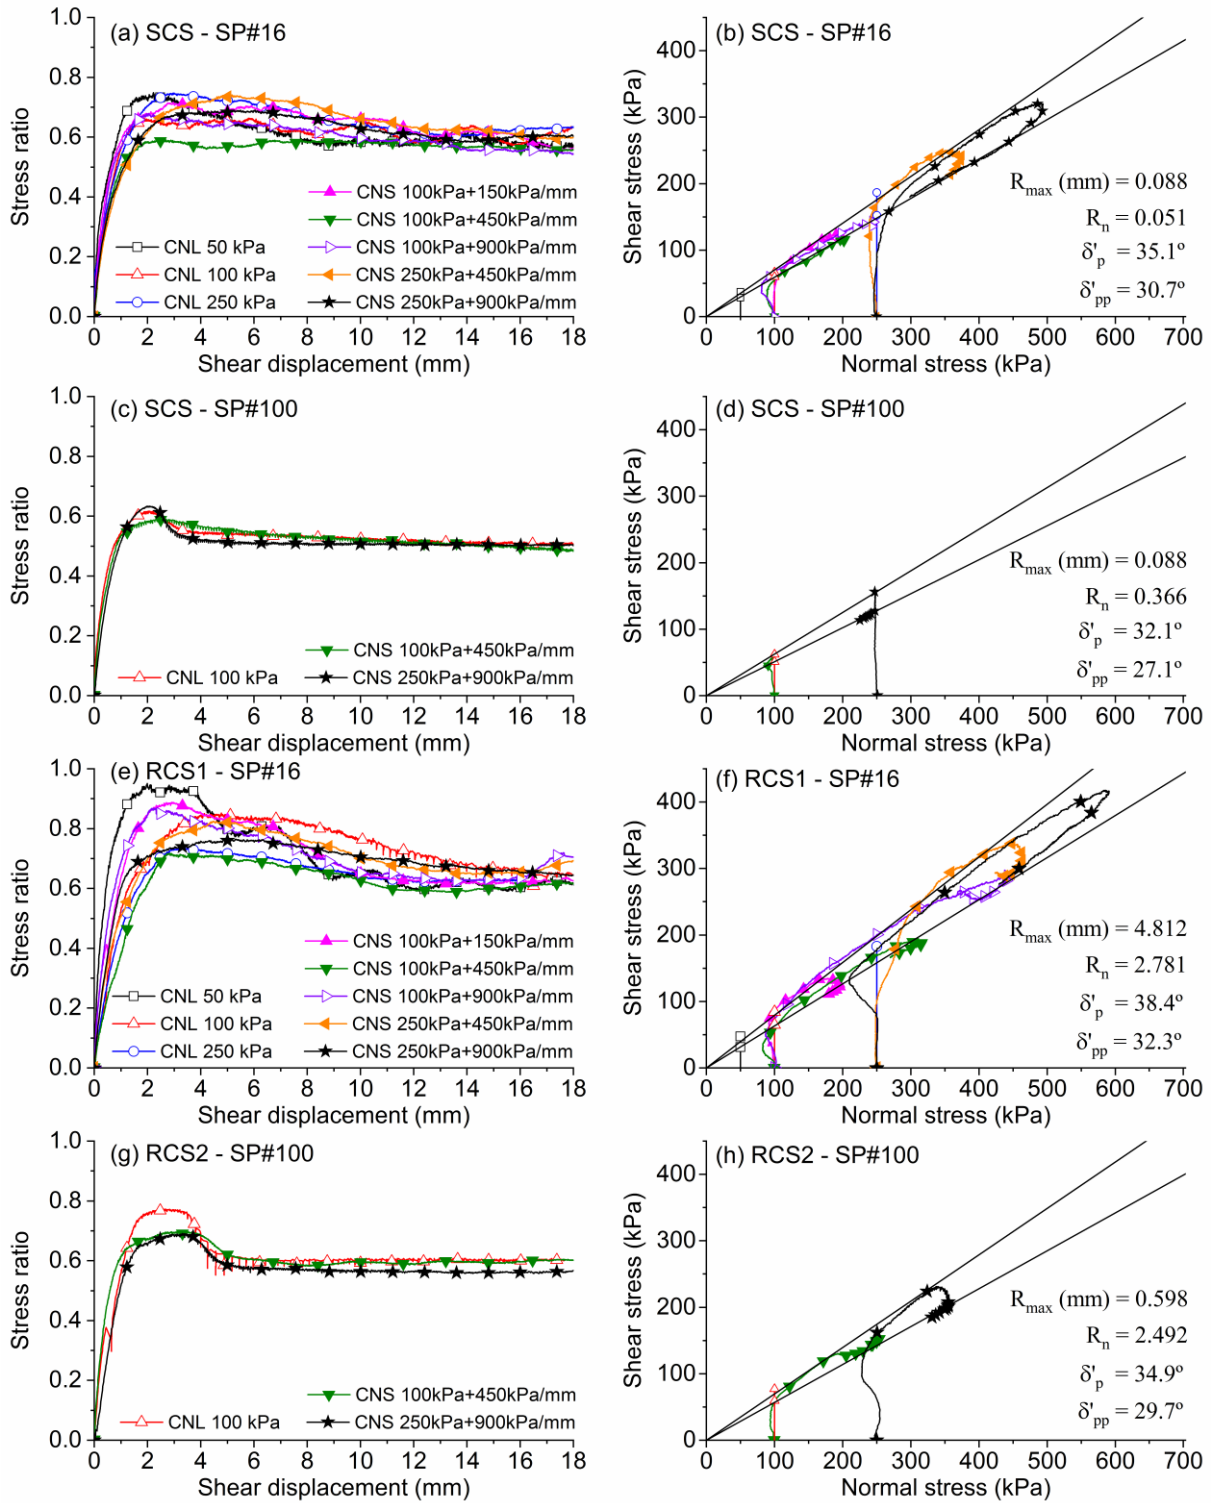 (a) SCS - SP#16
Stress ratio
1.0
0.8
0.6
0.4
0.2
0.0
CNS 100kPa+150kPa/mm
CNS 100kPa+450kPa/mm
CNL 50 kPa
CNS 100kPa+900kPa/mm
CNL 100 kPa
CNS 250kPa+450kPa/mm
CNL 250 kPa
CNS 250kPa+900kPa/mm
0 2 4 6 8 10 12 14 16 18
Shear displacement (mm)
(b) SCS - SP#16
Shear stress (kPa)
400
300
200
100
0
Rmax (mm) = 0.088
Rn = 0.051
δ'p = 35.1º
δ'pp = 30.7º
0 100 200 300 400 500 600 700
Normal stress (kPa)
(c) SCS - SP#100
Stress ratio
1.0
0.8
0.6
0.4
0.2
0.0
CNS 100kPa+450kPa/mm
CNL 100 kPa
CNS 250kPa+900kPa/mm
0 2 4 6 8 10 12 14 16 18
Shear displacement (mm)
(d) SCS - SP#100
Shear stress (kPa)
400
300
200
100
0
Rmax (mm) = 0.088
Rn = 0.366
δ'p = 32.1º
δ'pp = 27.1º
0 100 200 300 400 500 600 700
Normal stress (kPa)
(e) RCS1 - SP#16
Stress ratio
1.0
0.8
0.6
0.4
0.2
0.0
CNS 100kPa+150kPa/mm
CNS 100kPa+450kPa/mm
CNL 50 kPa
CNS 100kPa+900kPa/mm
CNL 100 kPa
CNS 250kPa+450kPa/mm
CNL 250 kPa
CNS 250kPa+900kPa/mm
0 2 4 6 8 10 12 14 16 18
Shear displacement (mm)
(f) RCS1 - SP#16
Shear stress (kPa)
400
300
200
100
0
Rmax (mm) = 4.812
Rn = 2.781
δ'p = 38.4º
δ'pp = 32.3º
0 100 200 300 400 500 600 700
Normal stress (kPa)
(g) RCS2 - SP#100
Stress ratio
1.0
0.8
0.6
0.4
0.2
0.0
CNS 100kPa+450kPa/mm
CNL 100 kPa
CNS 250kPa+900kPa/mm
0 2 4 6 8 10 12 14 16 18
Shear displacement (mm)
(h) RCS2 - SP#100
Shear stress (kPa)
400
300
200
100
0
Rmax (mm) = 0.598
Rn = 2.492
δ'p = 34.9º
δ'pp = 29.7º
0 100 200 300 400 500 600 700
Normal stress (kPa)